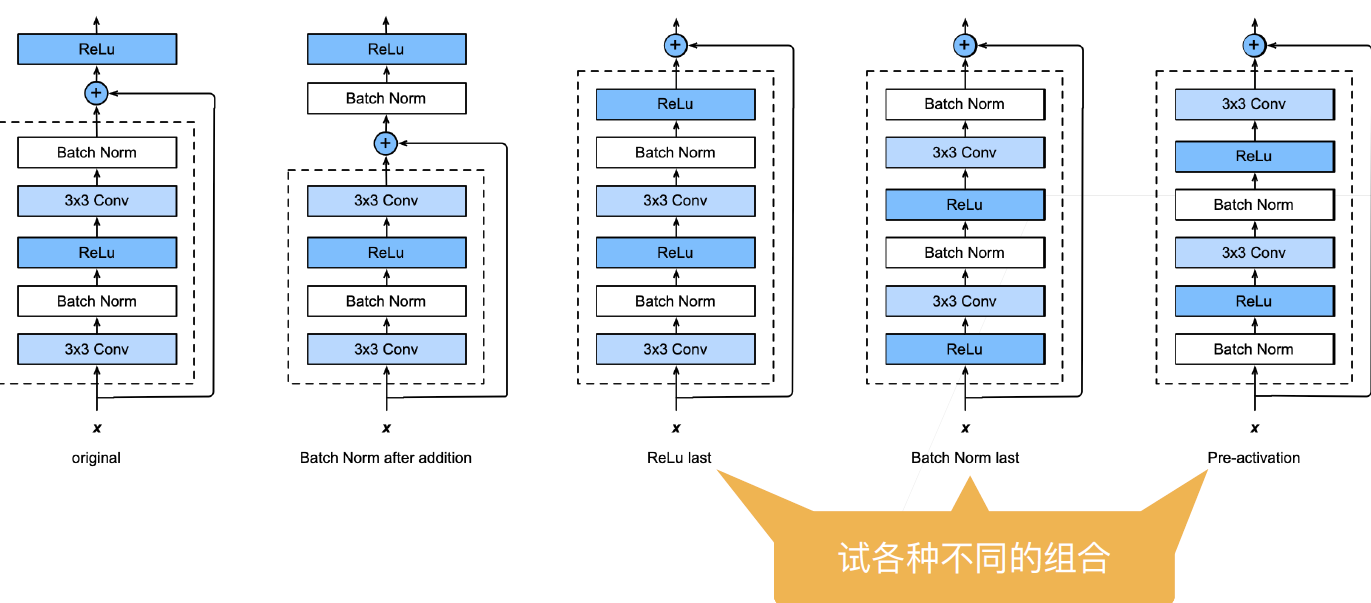 ReLu
+
Batch Norm
3x3 Conv
ReLu
Batch Norm
3x3 Conv
x
original
ReLu
Batch Norm
+
3x3 Conv
ReLu
Batch Norm
3x3 Conv
x
Batch Norm after addition
+
ReLu
Batch Norm
3x3 Conv
ReLu
Batch Norm
3x3 Conv
x
ReLu last
+
Batch Norm
3x3 Conv
ReLu
Batch Norm
3x3 Conv
ReLu
x
Batch Norm last
+
3x3 Conv
ReLu
Batch Norm
3x3 Conv
ReLu
Batch Norm
x
Pre-activation
试各种不同的组合